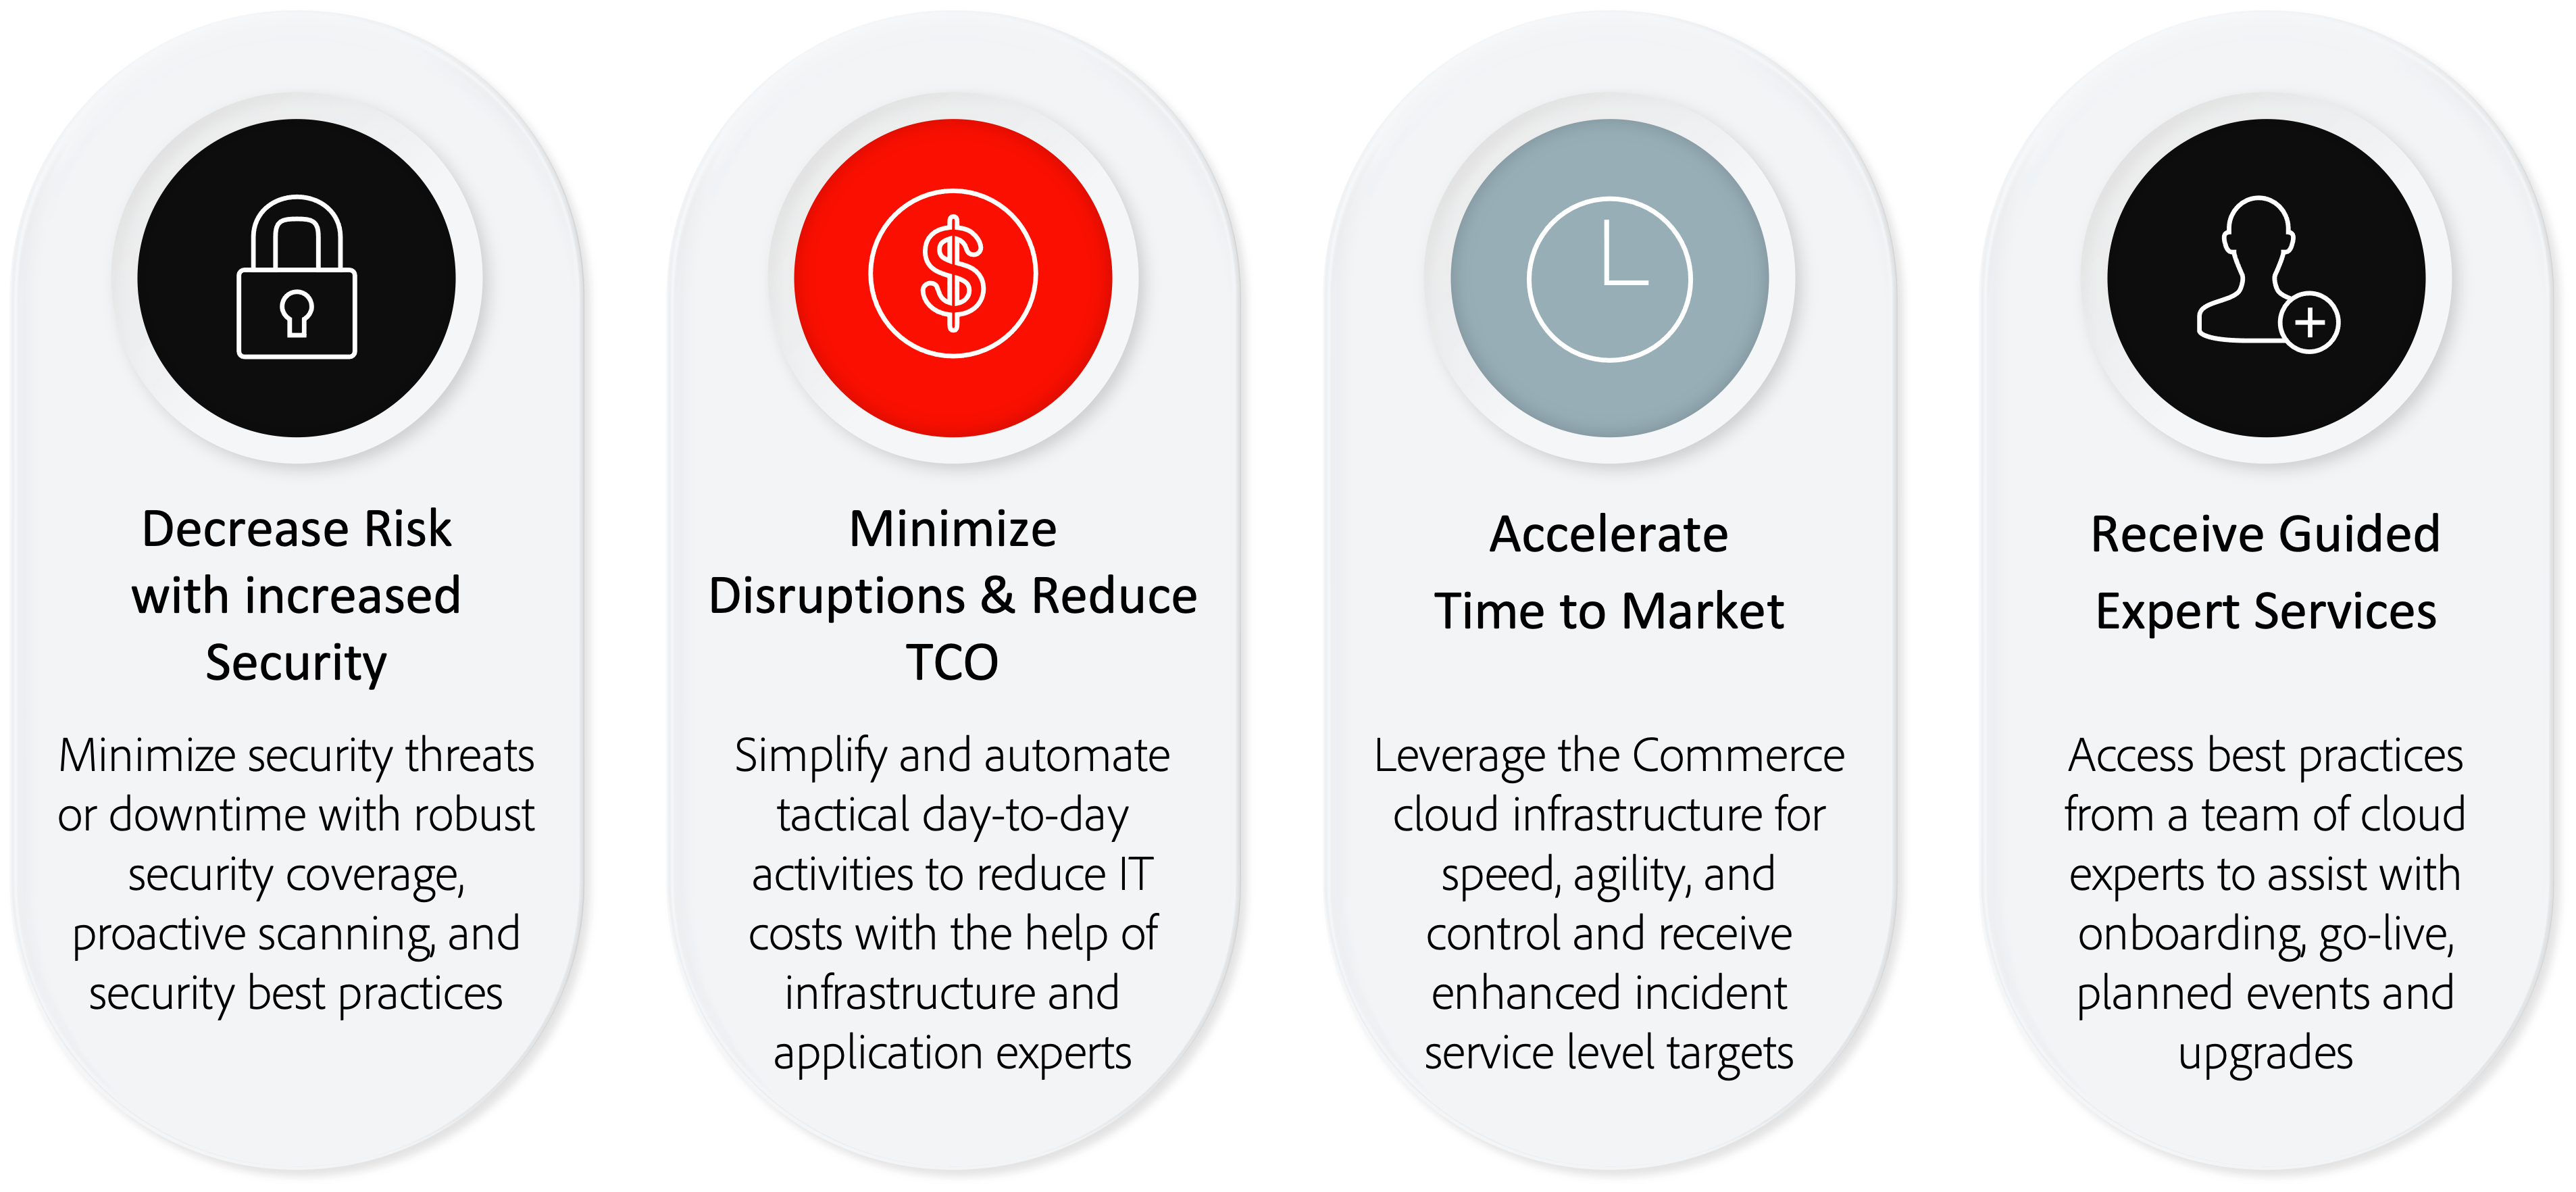 Decrease Risk
with increased
Security
Minimize security threats
or downtime with robust
security coverage,
proactive scanning, and
security best practices
Minimize
Disruptions & Reduce
TCO
Simplify and automate
tactical day-to-day
activities to reduce IT
costs with the help of
infrastructure and
application experts
Accelerate
Time to Market
Leverage the Commerce
cloud infrastructure for
speed, agility, and
control and receive
enhanced incident
service level targets
Receive Guided
Expert Services
Access best practices
from a team of cloud
experts to assist with
onboarding, go-live,
planned events and
upgrades